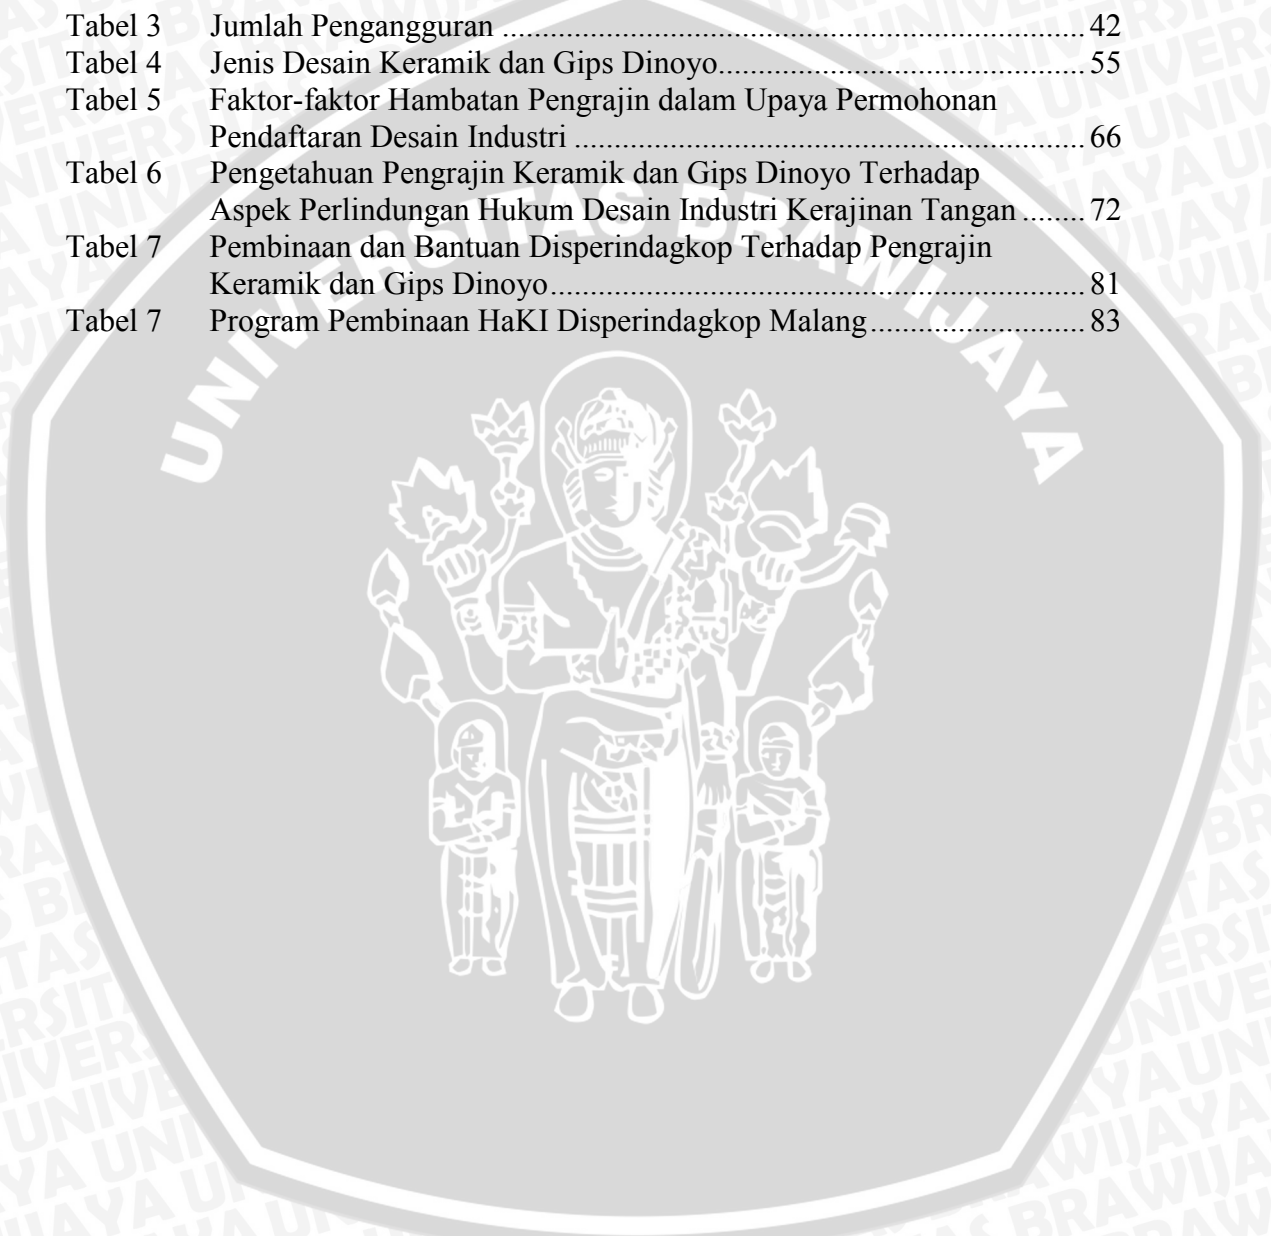 Tabel 3 Jumlah Pengangguran ............................................................................. 42
Tabel 4 Jenis Desain Keramik dan Gips Dinoyo.............................................. 55
Tabel 5 Faktor-faktor Hambatan Pengrajin dalam Upaya Permohonan
Pendaftaran Desain Industri ................................................................ 66
Tabel 6 Pengetahuan Pengrajin Keramik dan Gips Dinoyo Terhadap
Aspek Perlindungan Hukum Desain Industri Kerajinan Tangan ........ 72
Tabel 7 Pembinaan dan Bantuan Disperindagkop Terhadap Pengrajin
Keramik dan Gips Dinoyo................................................................... 81
Tabel 7 Program Pembinaan HaKI Disperindagkop Malang ........................... 83
UNIVERSITAS BRAWIJAYA